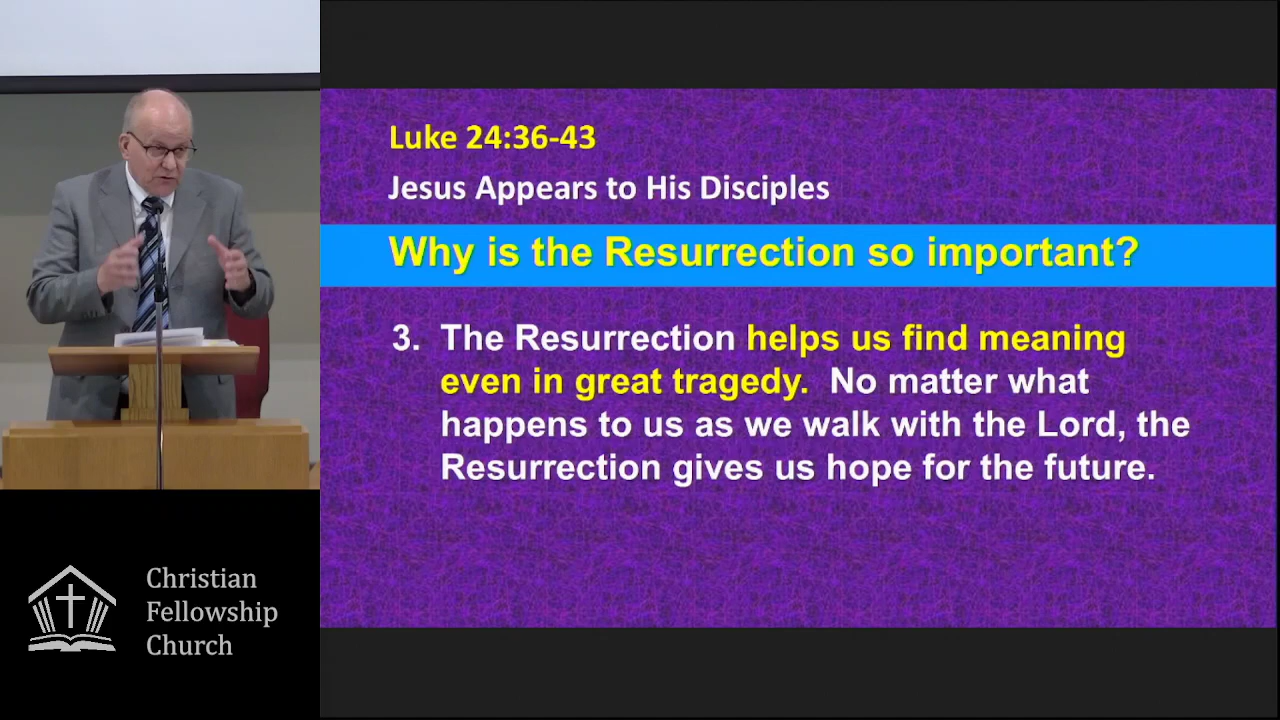 Luke 24:36-43
Jesus Appears to His Disciples
Why is the Resurrection so important?
3. The Resurrection helps us find meaning
even in great tragedy. No matter what
happens to us as we walk with the Lord, the
Resurrection gives us hope for the future.
Christian
Fellowship
Church